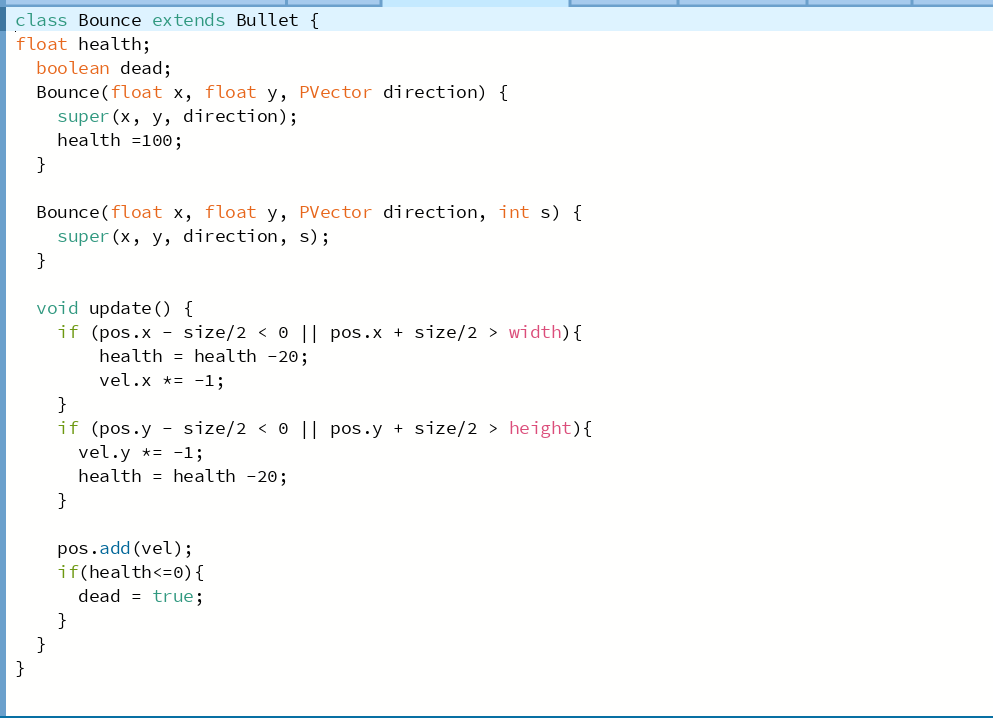 class Bounce extends Bullet {
float health;
  boolean dead;
  Bounce(float x, float y, PVector direction) {
    super(x, y, direction);
    health =100;
  }

  Bounce(float x, float y, PVector direction, int s) {
    super(x, y, direction, s);
  }

  void update() {
    if (pos.x - size/2 < 0 || pos.x + size/2 > width){
        health = health -20;
        vel.x *= -1;
    }
    if (pos.y - size/2 < 0 || pos.y + size/2 > height){
      vel.y *= -1;
      health = health -20;
    }

    pos.add(vel);
    if(health<=0){
      dead = true;
    }
  }
}